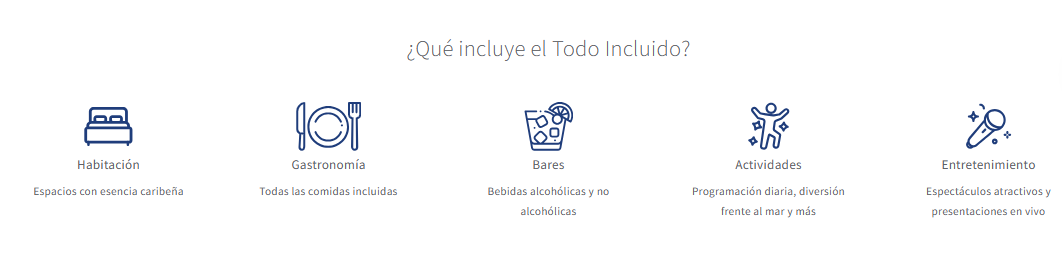 ¿Qué incluye el Todo Incluido?
Habitación
Espacios con esencia caribeña
Gastronomía
Todas las comidas incluidas
Bares
Bebidas alcohólicas y no
alcohólicas
Actividades
Programación diaria, diversión
frente al mar y más
Entretenimiento
Espectáculos atractivos y
presentaciones en vivo